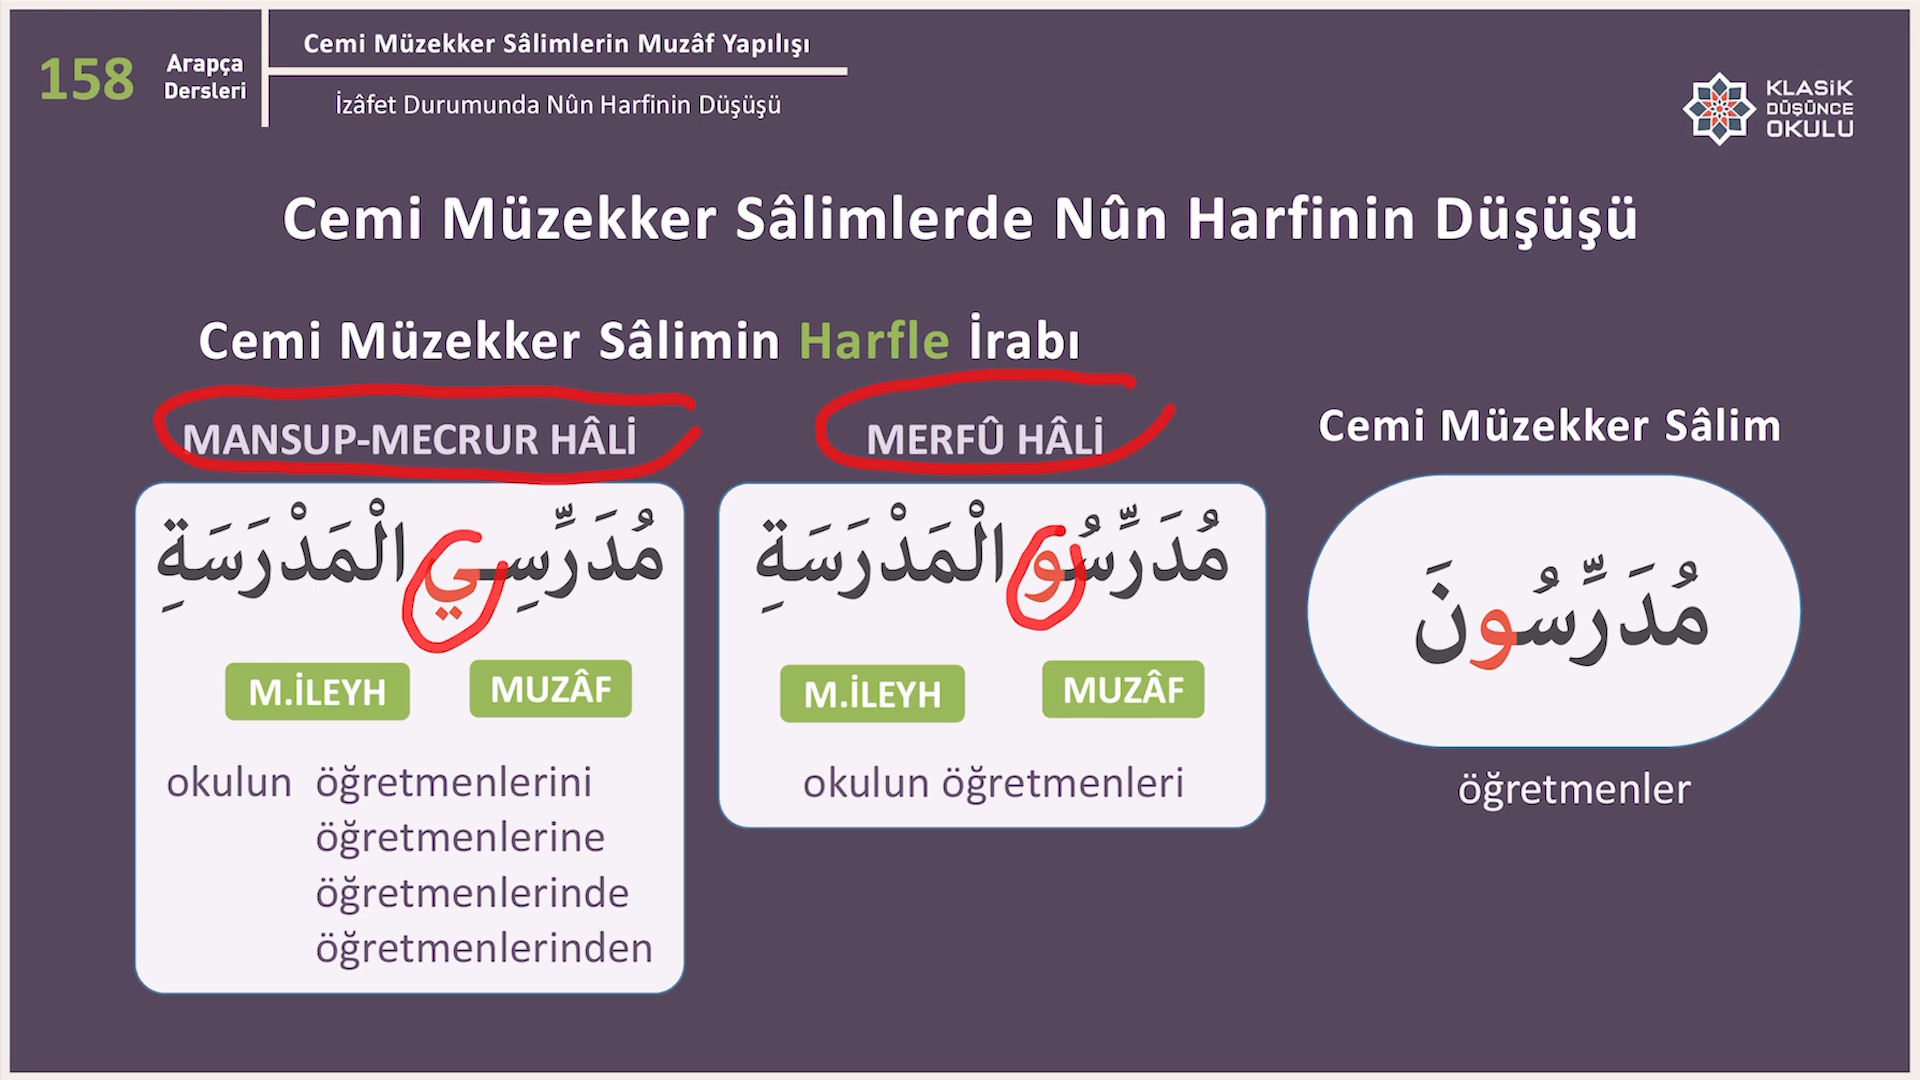 158
Arapça
Dersleri
Cemi Müzekker Sâlimlerin Muzâf Yapılışı
İzâfet Durumunda Nûn Harfinin Düşüşü
KLASİK
DÜŞÜNCE
OKULU
Cemi Müzekker Sâlimlerde Nûn Harfinin Düşüşü
Cemi Müzekker Sâlimin Harfle İrabı
MANSUP-MECRUR HÂLİ
مُدَرِّسِـي الْمَدْرَسَةِ
M.İLEYH MUZÂF
okulun öğretmenlerini
öğretmenlerine
öğretmenlerinde
öğretmenlerinden
MERFÛ HÂLİ
مُدَرِّسُو الْمَدْرَسَةِ
M.İLEYH MUZÂF
okulun öğretmenleri
Cemi Müzekker Sâlim
مُدَرِّسُونَ
öğretmenler